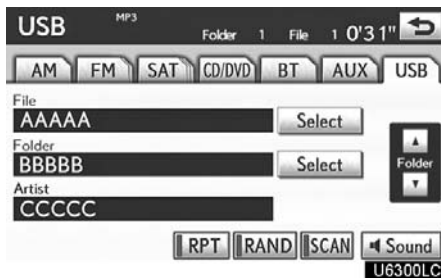 USB MP3 Folder 1 File 1 0'31"
AM FM SAT CD/DVD BT AUX USB
File
AAAAA Select
Folder
BBBBB Select
Folder
Artist
CCCCC
RPT RAND SCAN Sound
U6300LC